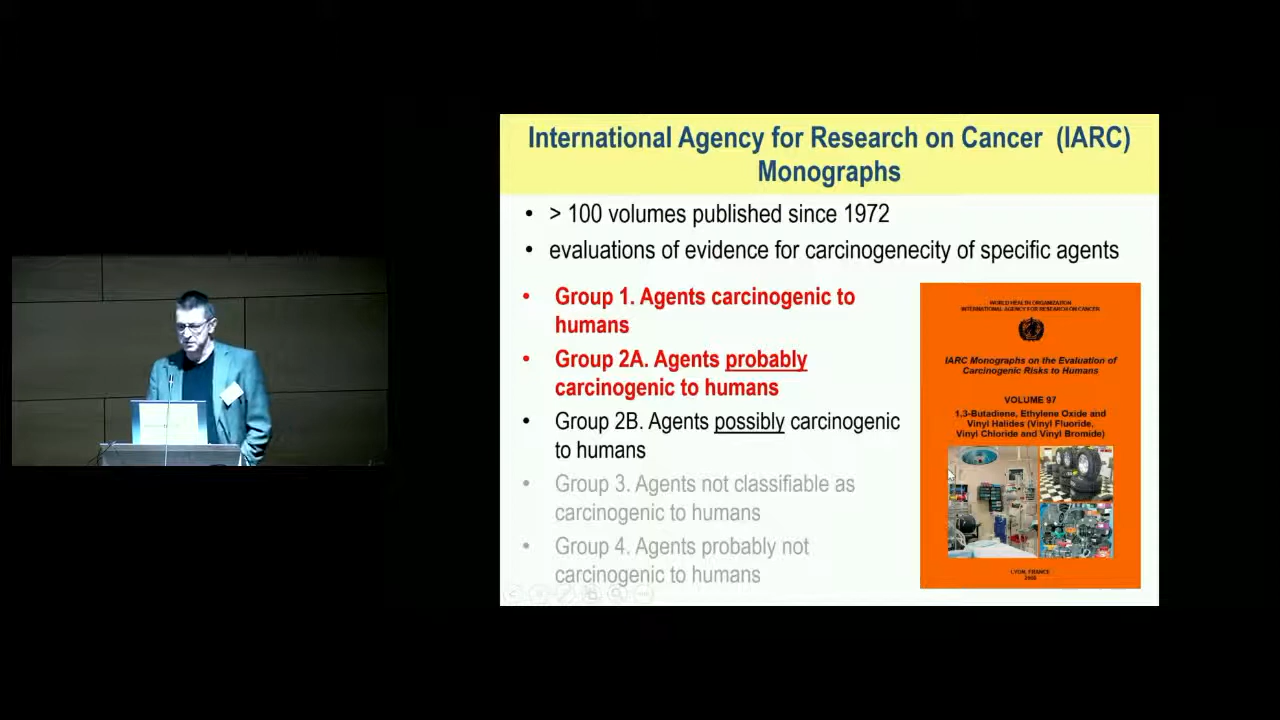 International Agency for Research on Cancer (IARC)
Monographs
• > 100 volumes published since 1972
• evaluations of evidence for carcinogenecity of specific agents
• Group 1. Agents carcinogenic to
humans
• Group 2A. Agents probably
carcinogenic to humans
• Group 2B. Agents possibly carcinogenic
to humans
• Group 3. Agents not classifiable as
carcinogenic to humans
• Group 4. Agents probably not
carcinogenic to humans
WORLD HEALTH ORGANIZATION
INTERNATIONAL AGENCY FOR RESEARCH ON CANCER
IARC Monographs on the Evaluation of
Carcinogenic Risks to Humans
VOLUME 97
1,3-Butadiene, Ethylene Oxide and
Vinyl Halides (Vinyl Fluoride,
Vinyl Chloride and Vinyl Bromide)
LYON, FRANCE
2008